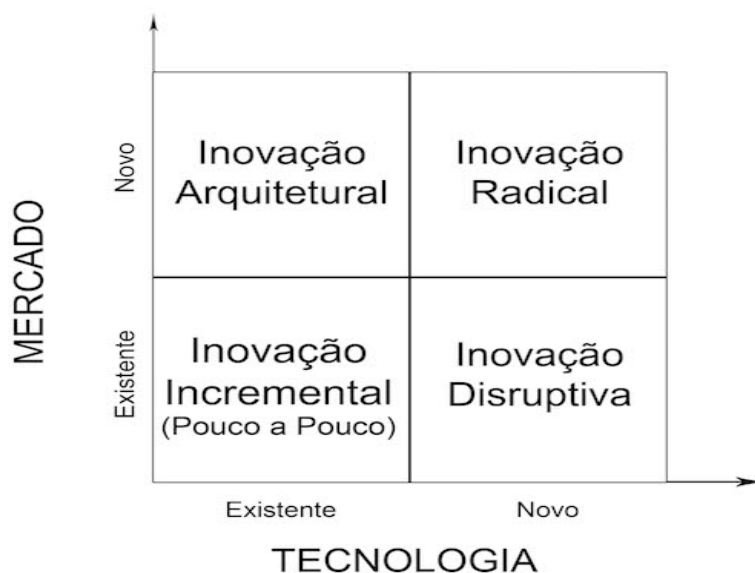 MERCADO
Novo
Existente
Inovação
Arquitetural
Inovação
Radical
Inovação
Incremental
(Pouco a Pouco)
Inovação
Disruptiva
Existente
Novo
TECNOLOGIA